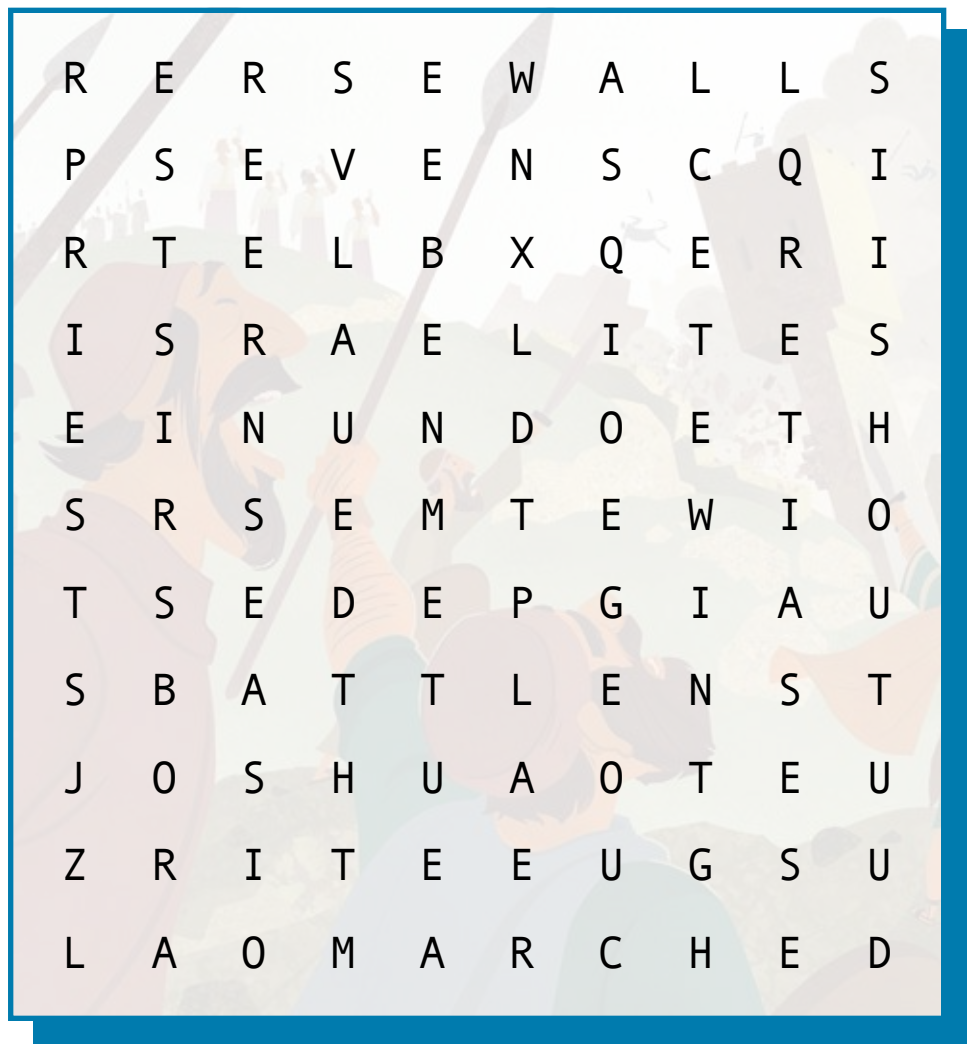 R E R S E W A L L S
P S E V E N S C Q I
R T E L B X Q E R I
I S R A E L I T E S
E I N U N D O E T H
S R S E M T E W I O
T S E D E P G I A U
S B A T T L E N S T
J O S H U A O T E U
Z R I T E E U G S U
L A O M A R C H E D